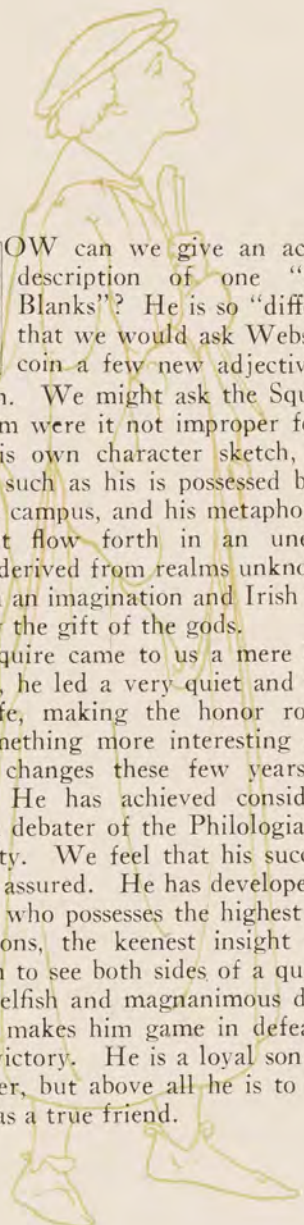 OW can we give an ac
description of one “
Blanks”? He is so “diff
that we would ask Webs
coin a few new adjectiv
n. We might ask the Squ
m were it not improper f
is own character sketch,
such as his is possessed b
campus, and his metapho
t flow forth in an une
derived from realms unkno
an imagination and Irish
the gift of the gods.
quire came to us a mere
, he led a very quiet and
fe, making the honor ro
mething more interesting
changes these few years
He has achieved consid
debater of the Philologia
ty. We feel that his succ
assured. He has develope
who possesses the highest
ons, the keenest insight
n to see both sides of a qu
elfish and magnanimous d
makes him game in defea
victory. He is a loyal son
er, but above all he is to
as a true friend.